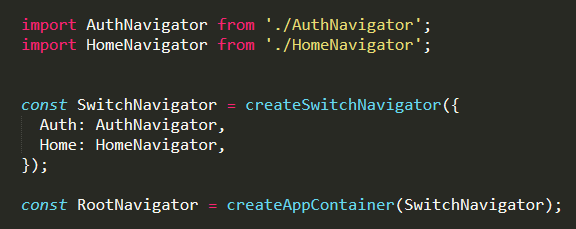 import AuthNavigator from './AuthNavigator';
import HomeNavigator from './HomeNavigator';
const SwitchNavigator = createSwitchNavigator({
  Auth: AuthNavigator,
  Home: HomeNavigator,
});
const RootNavigator = createAppContainer(SwitchNavigator);